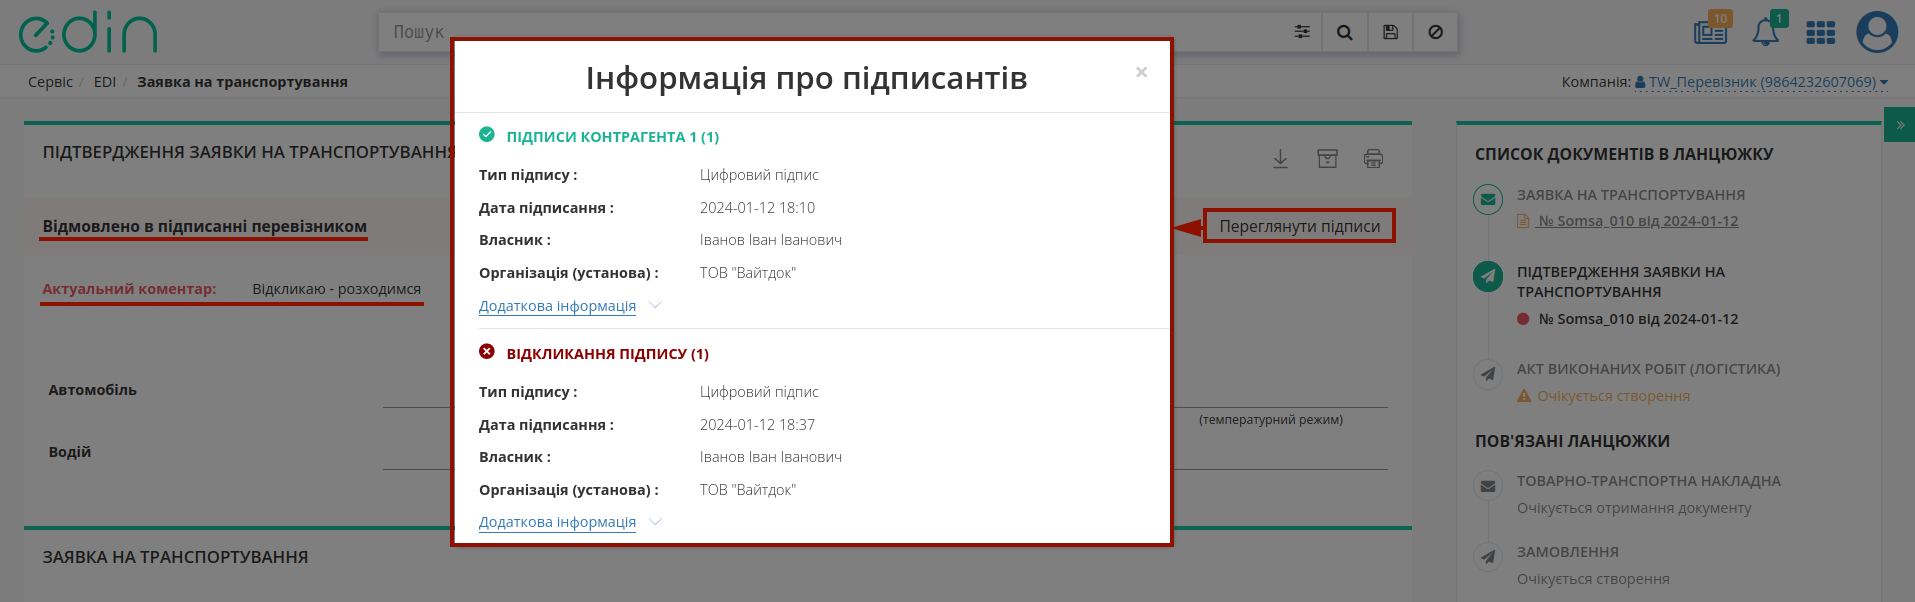 edin
Пошук
10
1
Сервіс / EDI / Заявка на транспортування
Компанія: TW_Перевізник (9864232607069)
Інформація про підписантів
×
ПІДПИСИ КОНТРАГЕНТА 1 (1)
Тип підпису : Цифровий підпис
Дата підписання : 2024-01-12 18:10
Власник : Іванов Іван Іванович
Організація (установа) : ТОВ "Вайтдок"
Додаткова інформація
ВІДКЛИКАННЯ ПІДПИСУ (1)
Тип підпису : Цифровий підпис
Дата підписання : 2024-01-12 18:37
Власник : Іванов Іван Іванович
Організація (установа) : ТОВ "Вайтдок"
Додаткова інформація
ПІДТВЕРДЖЕННЯ ЗАЯВКИ НА ТРАНСПОРТУВАННЯ
Відмовлено в підписанні перевізником
Переглянути підписи
Актуальний коментар: Відкликаю - розходимся
Автомобіль
(температурний режим)
Водій
ЗАЯВКА НА ТРАНСПОРТУВАННЯ
»
СПИСОК ДОКУМЕНТІВ В ЛАНЦЮЖКУ
ЗАЯВКА НА ТРАНСПОРТУВАННЯ
№ Somsa_010 від 2024-01-12
ПІДТВЕРДЖЕННЯ ЗАЯВКИ НА
ТРАНСПОРТУВАННЯ
№ Somsa_010 від 2024-01-12
АКТ ВИКОНАНИХ РОБІТ (ЛОГІСТИКА)
Очікується створення
ПОВ'ЯЗАНІ ЛАНЦЮЖКИ
ТОВАРНО-ТРАНСПОРТНА НАКЛАДНА
Очікується отримання документу
ЗАМОВЛЕННЯ
Очікується створення